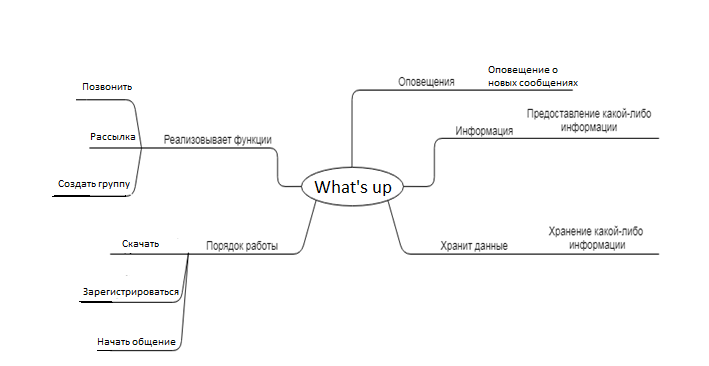 Позвонить
Рассылка
Создать группу
Реализовывает функции
Скачать
Зарегистрироваться
Начать общение
Порядок работы
What's up
Оповещения
Оповещение о
новых сообщениях
Информация
Предоставление какой-либо
информации
Хранит данные
Хранение какой-либо
информации